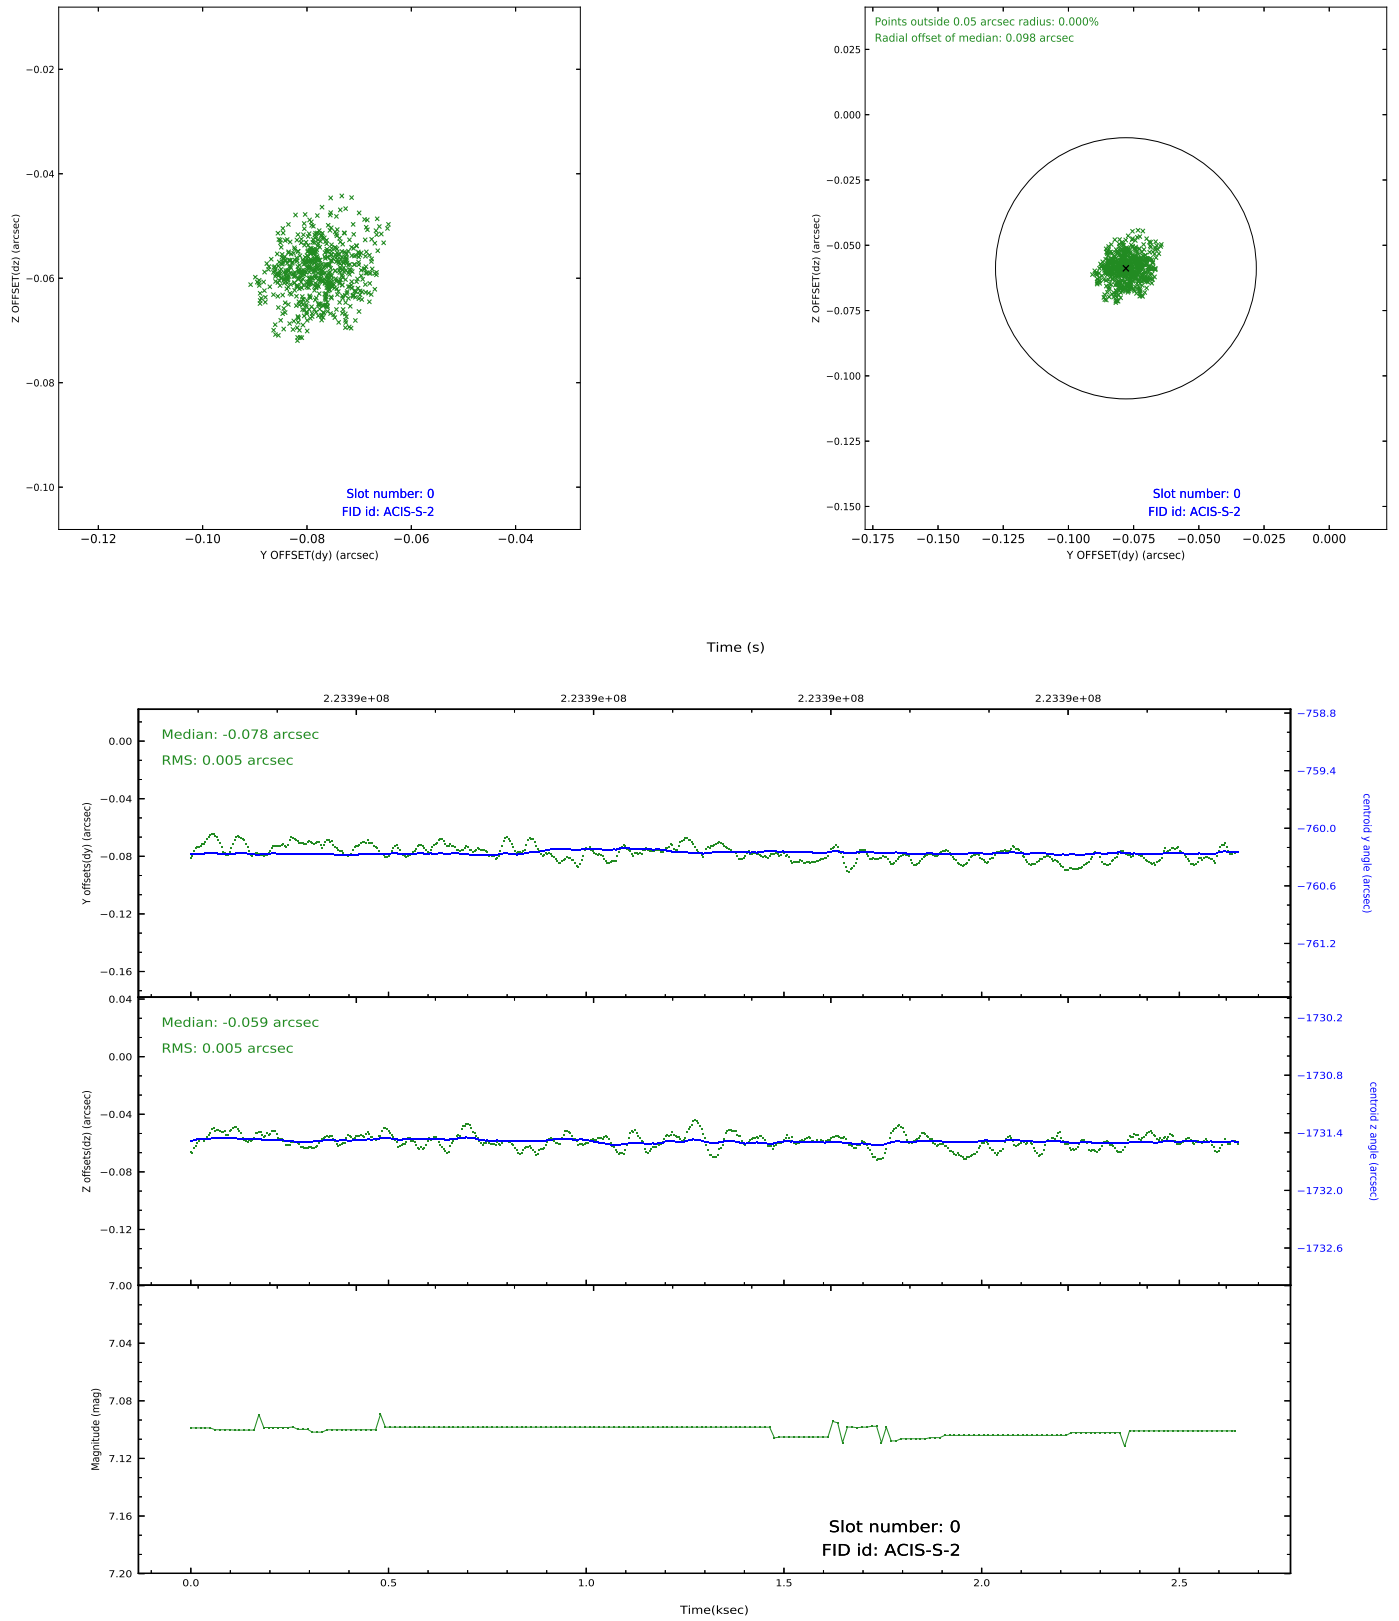 Z OFFSET(dz) (arcsec)
−0.02
−0.04
−0.06
−0.08
−0.10
Slot number: 0
FID id: ACIS-S-2
−0.12 −0.10 −0.08 −0.06 −0.04
Y OFFSET(dy) (arcsec)
Points outside 0.05 arcsec radius: 0.000%
Radial offset of median: 0.098 arcsec
Z OFFSET(dz) (arcsec)
0.025
0.000
−0.025
−0.050
−0.075
−0.100
−0.125
−0.150
Slot number: 0
FID id: ACIS-S-2
−0.175 −0.150 −0.125 −0.100 −0.075 −0.050 −0.025 0.000
Y OFFSET(dy) (arcsec)
Time (s)
2.2339e+08 2.2339e+08 2.2339e+08 2.2339e+08
Median: -0.078 arcsec
RMS: 0.005 arcsec
Y offsets(dy) (arcsec)
0.00
−0.04
−0.08
−0.12
−0.16
−758.8
−759.4
−760.0
−760.6
−761.2
centroid y angle (arcsec)
Median: -0.059 arcsec
RMS: 0.005 arcsec
Z offsets(dz) (arcsec)
0.04
0.00
−0.04
−0.08
−0.12
−1730.2
−1730.8
−1731.4
−1732.0
−1732.6
centroid z angle (arcsec)
Magnitude (mag)
7.00
7.04
7.08
7.12
7.16
7.20
Slot number: 0
FID id: ACIS-S-2
0.0 0.5 1.0 1.5 2.0 2.5
Time(ksec)